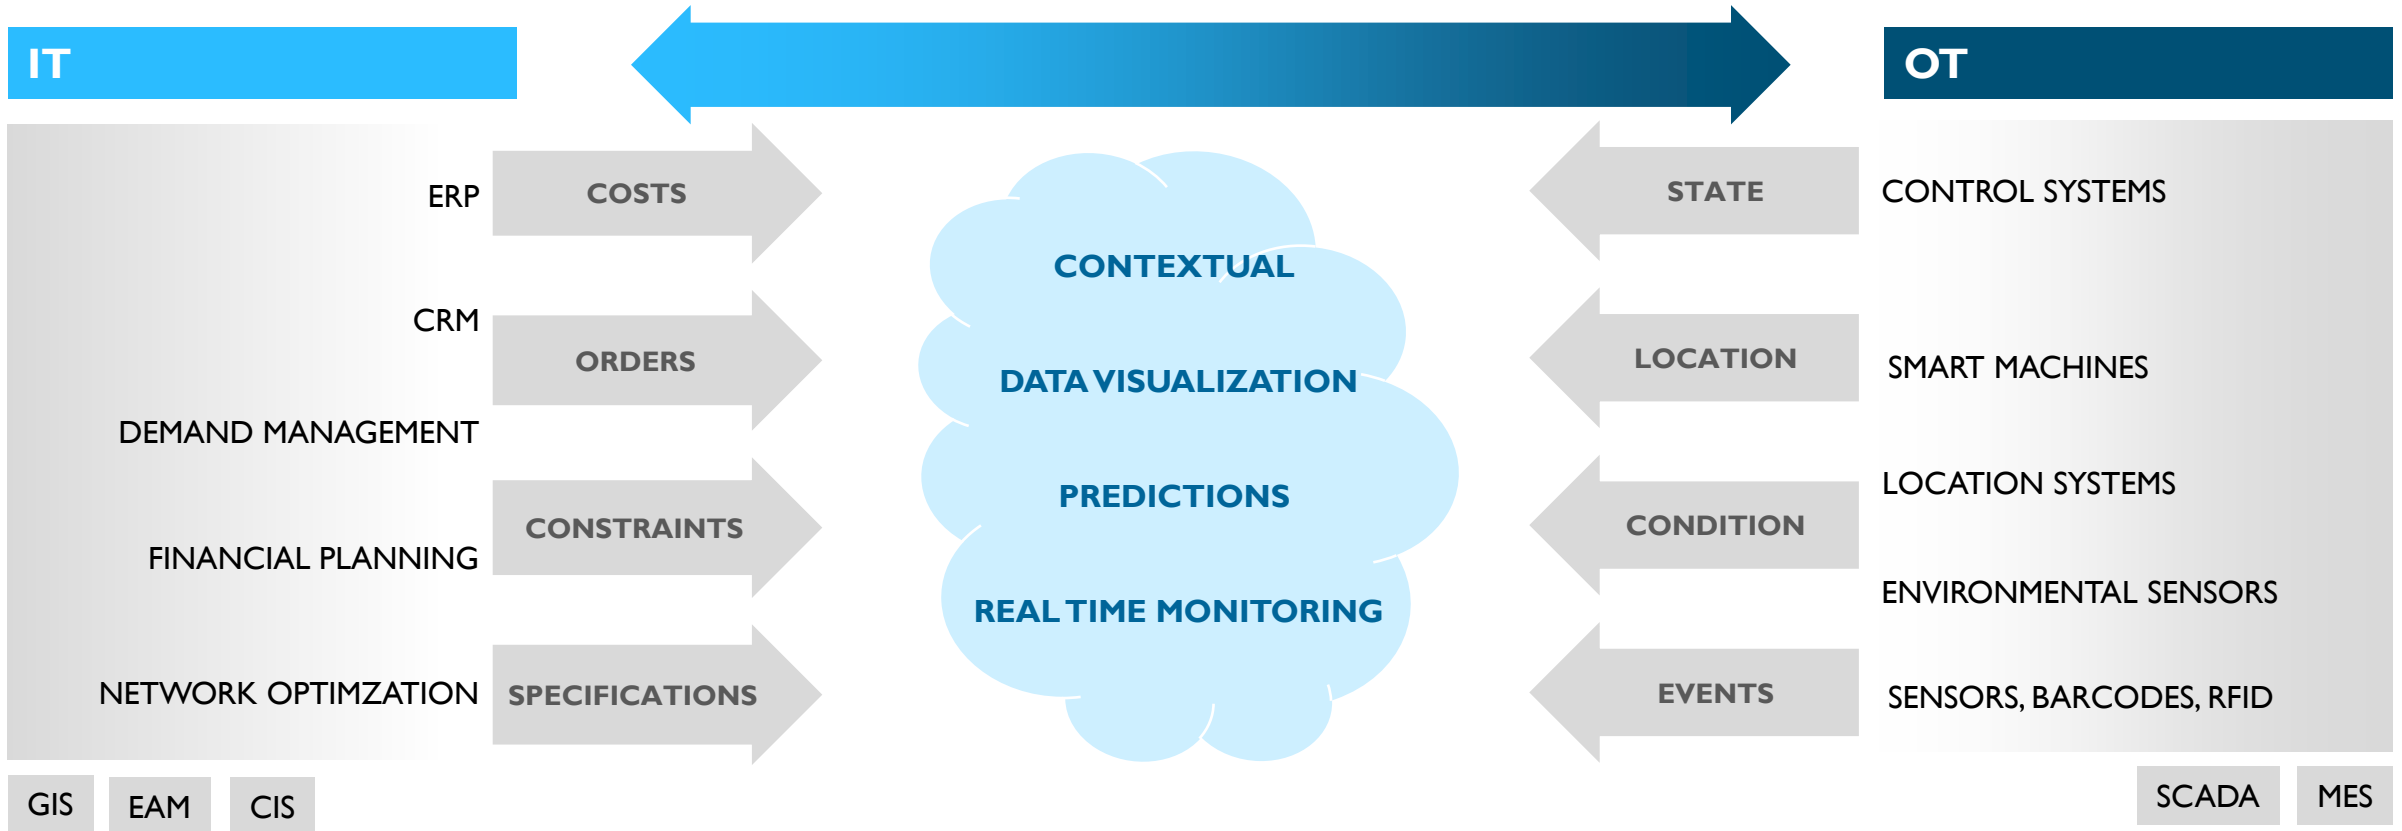 IT
OT
ERP
CRM
DEMAND MANAGEMENT
FINANCIAL PLANNING
NETWORK OPTIMZATION
COSTS
ORDERS
CONSTRAINTS
SPECIFICATIONS
CONTEXTUAL
DATA VISUALIZATION
PREDICTIONS
REAL TIME MONITORING
STATE
LOCATION
CONDITION
EVENTS
CONTROL SYSTEMS
SMART MACHINES
LOCATION SYSTEMS
ENVIRONMENTAL SENSORS
SENSORS, BARCODES, RFID
GIS
EAM
CIS
SCADA
MES